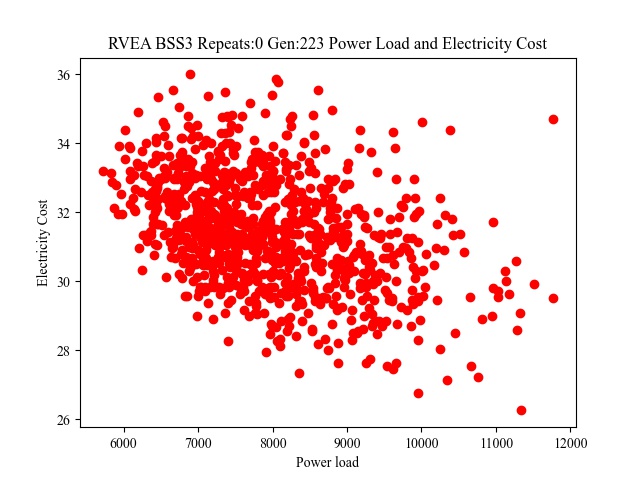 RVEA BSS3 Repeats:0 Gen:223 Power Load and Electricity Cost
36
34
32
30
28
26
Electricity Cost
6000 7000 8000 9000 10000 11000 12000
Power load